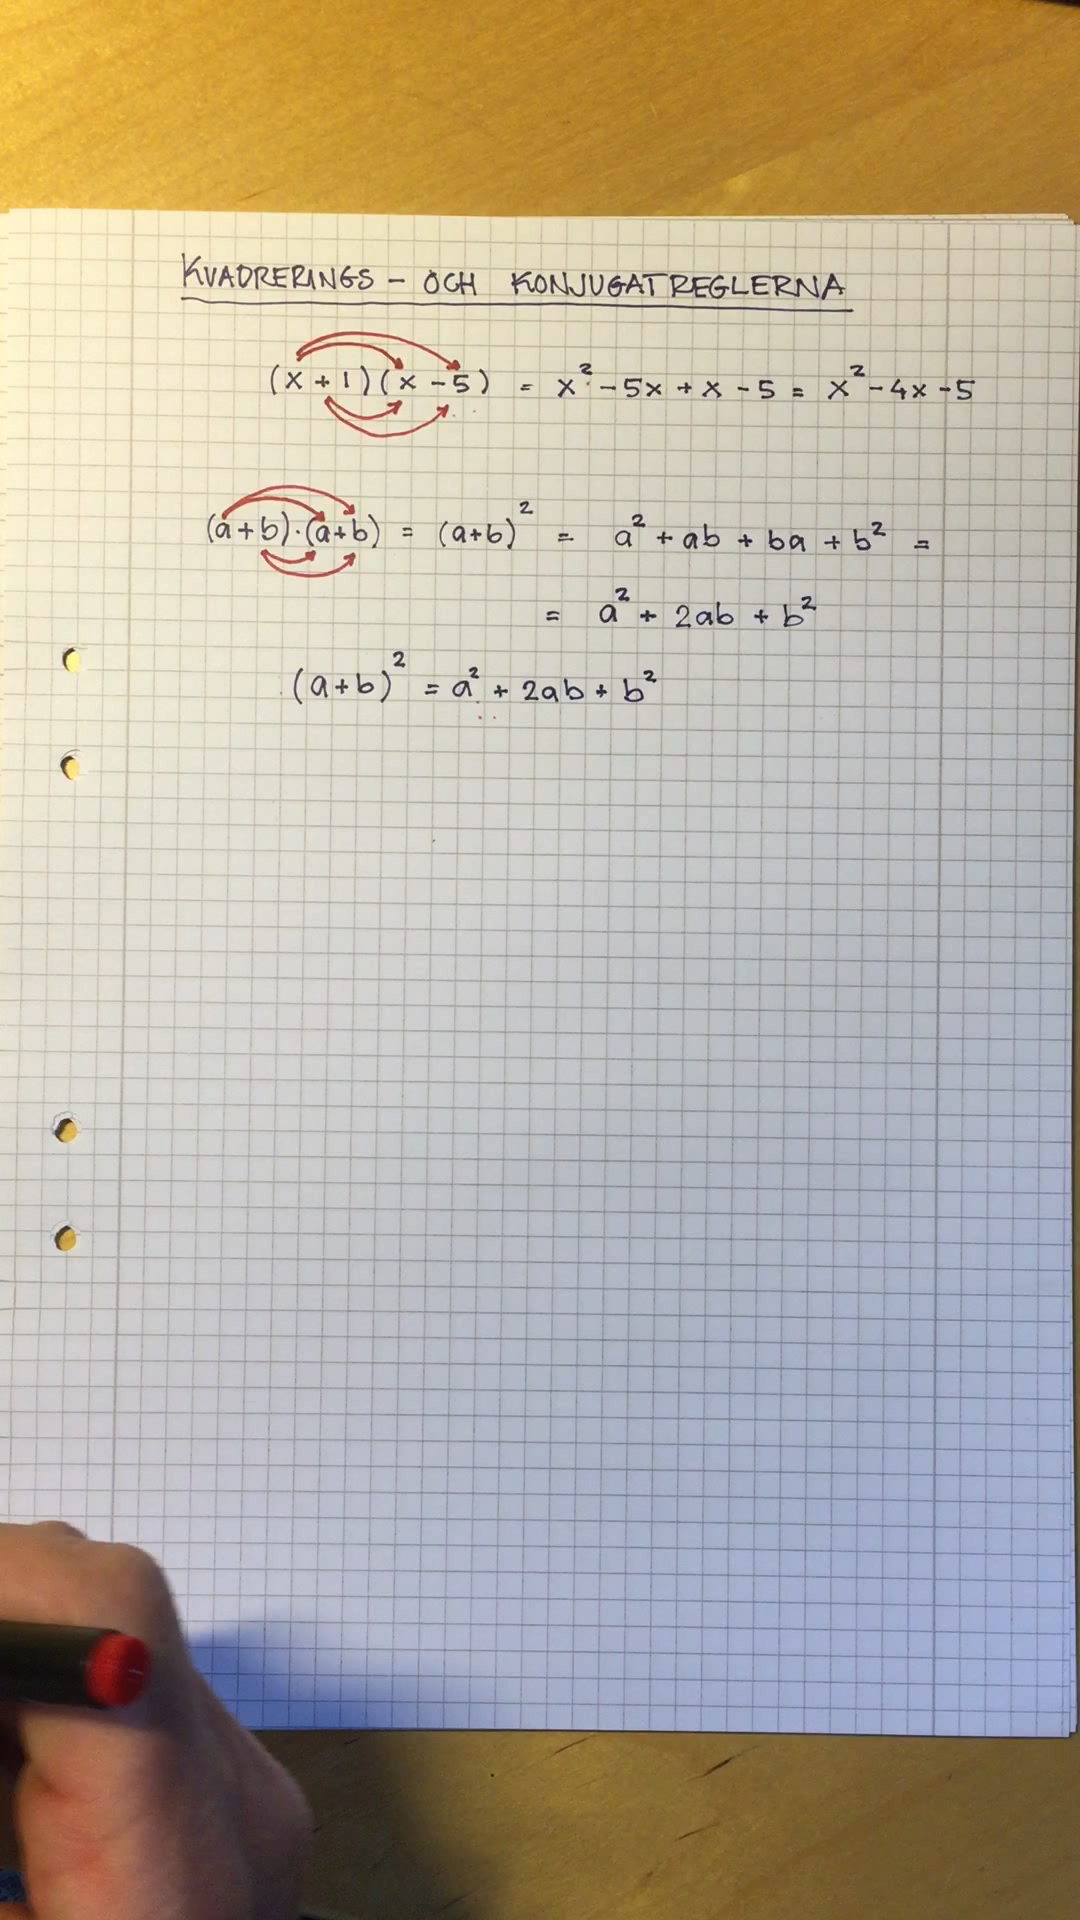 KVADRERINGS - OCH KONJUGATREGLERNA
(x + 1)(x - 5) = x² - 5x + x - 5 = x² - 4x - 5
(a+b)·(a+b) = (a+b)² = a² + ab + ba + b² =
= a² + 2ab + b²
(a+b)² = a² + 2ab + b²